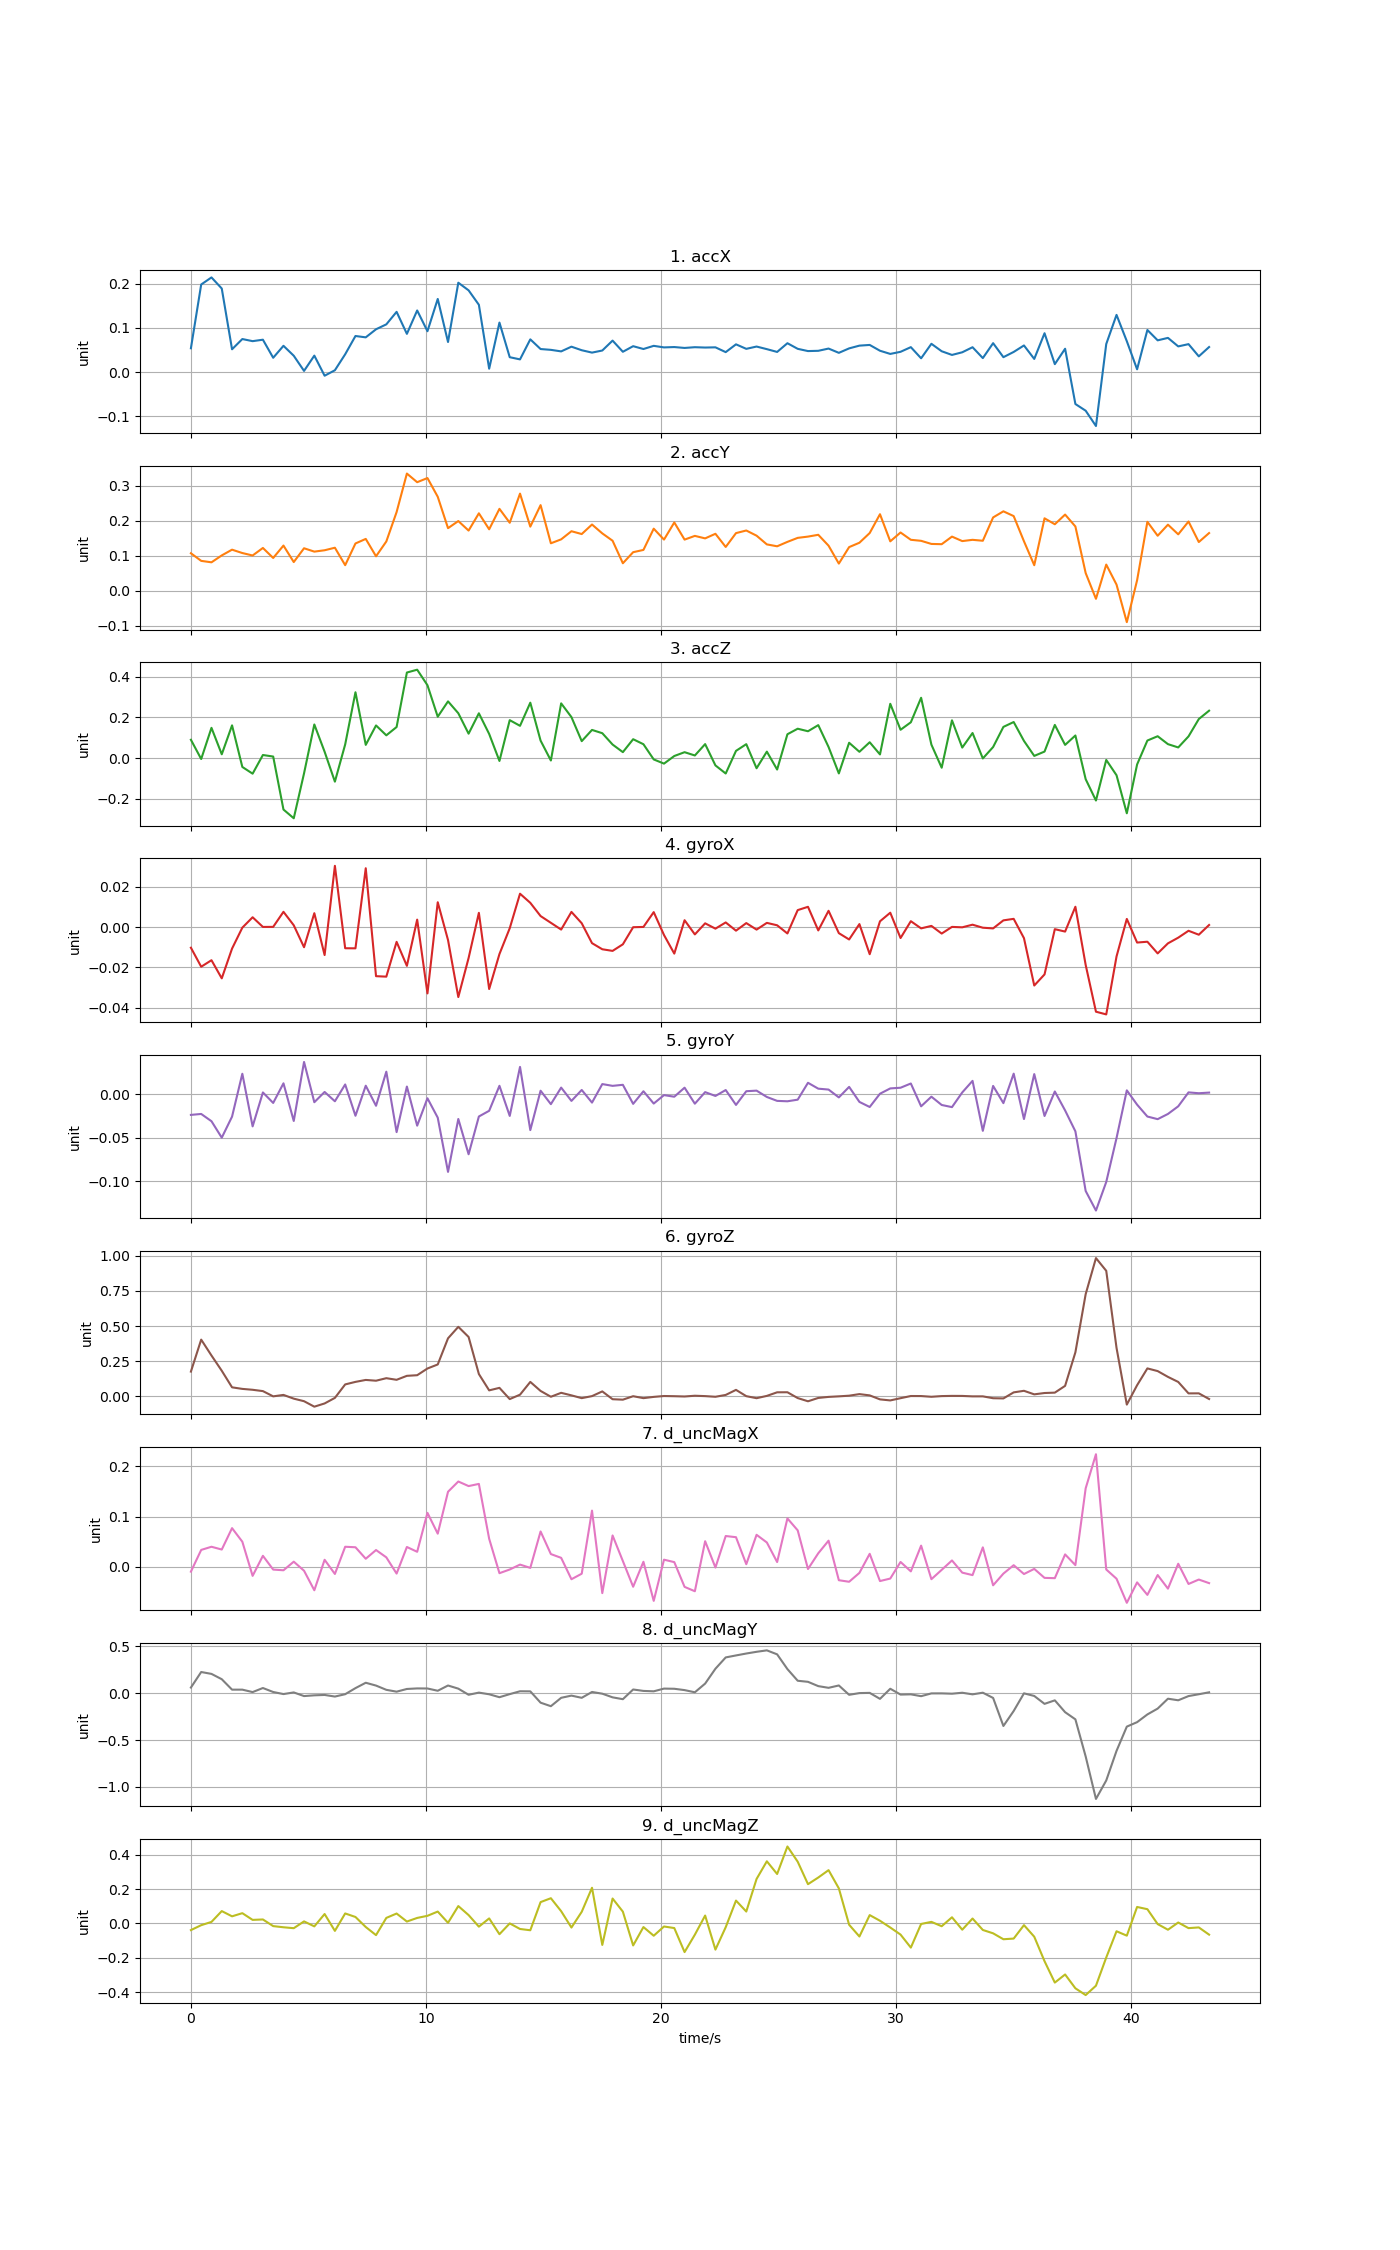 1. accX
0.2
0.1
0.0
−0.1
unit
2. accY
0.3
0.2
0.1
0.0
−0.1
unit
3. accZ
0.4
0.2
0.0
−0.2
unit
4. gyroX
0.02
0.00
−0.02
−0.04
unit
5. gyroY
0.00
−0.05
−0.10
unit
6. gyroZ
1.00
0.75
0.50
0.25
0.00
unit
7. d_uncMagX
0.2
0.1
0.0
unit
8. d_uncMagY
0.5
0.0
−0.5
−1.0
unit
9. d_uncMagZ
0.4
0.2
0.0
−0.2
−0.4
unit
0 10 20 30 40
time/s